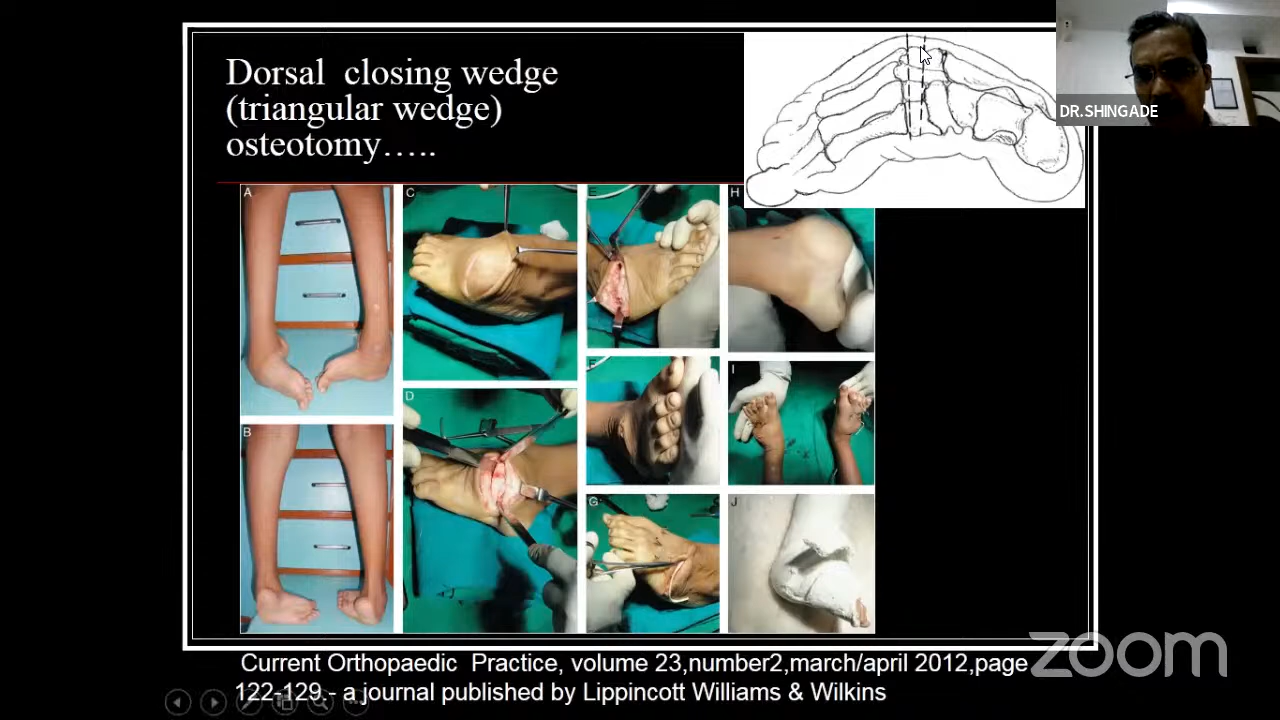 Dorsal closing wedge
(triangular wedge)
osteotomy.....
DR.SHINGADE
A
C
E
H
B
D
F
I
G
J
Current Orthopaedic Practice, volume 23,number2,march/april 2012,page
122-129.- a journal published by Lippincott Williams & Wilkins
zoom